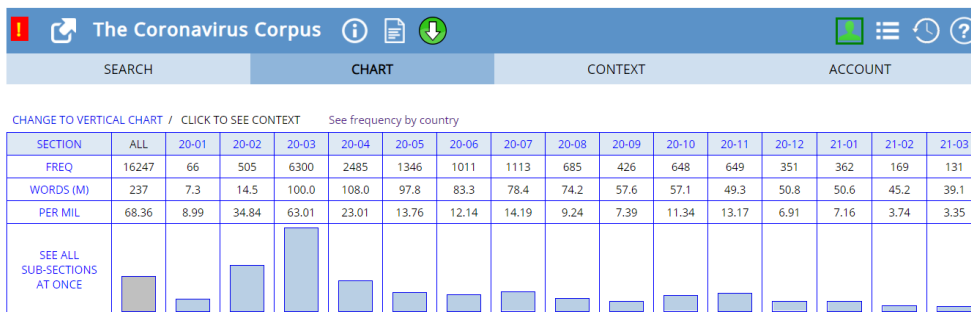 !
The Coronavirus Corpus
SEARCH CHART CONTEXT ACCOUNT
CHANGE TO VERTICAL CHART / CLICK TO SEE CONTEXT See frequency by country
SECTION ALL 20-01 20-02 20-03 20-04 20-05 20-06 20-07 20-08 20-09 20-10 20-11 20-12 21-01 21-02 21-03
FREQ 16247 66 505 6300 2485 1346 1011 1113 685 426 648 649 351 362 169 131
WORDS (M) 237 7.3 14.5 100.0 108.0 97.8 83.3 78.4 74.2 57.6 57.1 49.3 50.8 50.6 45.2 39.1
PER MIL 68.36 8.99 34.84 63.01 23.01 13.76 12.14 14.19 9.24 7.39 11.34 13.17 6.91 7.16 3.74 3.35
SEE ALL
SUB-SECTIONS
AT ONCE